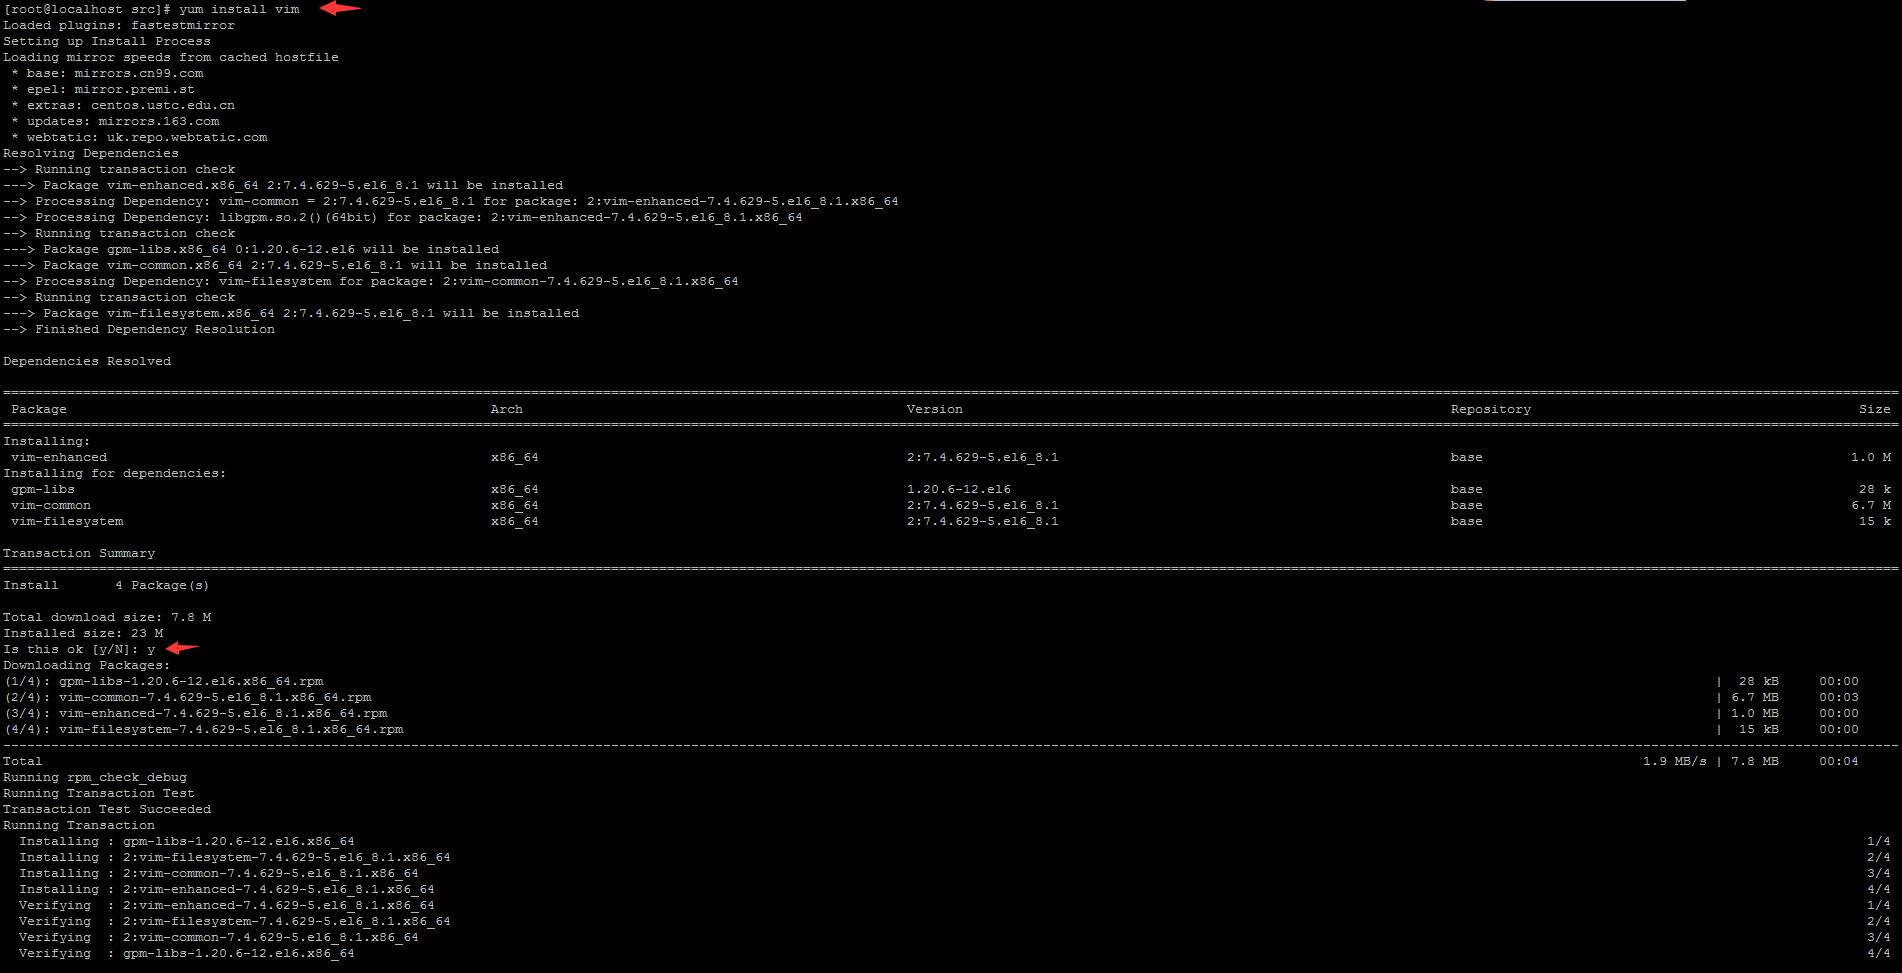 [root@localhost src]# yum install vim
Loaded plugins: fastestmirror
Setting up Install Process
Loading mirror speeds from cached hostfile
 * base: mirrors.cn99.com
 * epel: mirror.premi.st
 * extras: centos.ustc.edu.cn
 * updates: mirrors.163.com
 * webtatic: uk.repo.webtatic.com
Resolving Dependencies
--> Running transaction check
---> Package vim-enhanced.x86_64 2:7.4.629-5.el6_8.1 will be installed
--> Processing Dependency: vim-common = 2:7.4.629-5.el6_8.1 for package: 2:vim-enhanced-7.4.629-5.el6_8.1.x86_64
--> Processing Dependency: libgpm.so.2()(64bit) for package: 2:vim-enhanced-7.4.629-5.el6_8.1.x86_64
--> Running transaction check
---> Package gpm-libs.x86_64 0:1.20.6-12.el6 will be installed
---> Package vim-common.x86_64 2:7.4.629-5.el6_8.1 will be installed
--> Processing Dependency: vim-filesystem for package: 2:vim-common-7.4.629-5.el6_8.1.x86_64
--> Running transaction check
---> Package vim-filesystem.x86_64 2:7.4.629-5.el6_8.1 will be installed
--> Finished Dependency Resolution
Dependencies Resolved
Package Arch Version Repository Size
Installing:
vim-enhanced x86_64 2:7.4.629-5.el6_8.1 base 1.0 M
Installing for dependencies:
gpm-libs x86_64 1.20.6-12.el6 base 28 k
vim-common x86_64 2:7.4.629-5.el6_8.1 base 6.7 M
vim-filesystem x86_64 2:7.4.629-5.el6_8.1 base 15 k
Transaction Summary
Install 4 Package(s)
Total download size: 7.8 M
Installed size: 23 M
Is this ok [y/N]: y
Downloading Packages:
(1/4): gpm-libs-1.20.6-12.el6.x86_64.rpm | 28 kB 00:00
(2/4): vim-common-7.4.629-5.el6_8.1.x86_64.rpm | 6.7 MB 00:03
(3/4): vim-enhanced-7.4.629-5.el6_8.1.x86_64.rpm | 1.0 MB 00:00
(4/4): vim-filesystem-7.4.629-5.el6_8.1.x86_64.rpm | 15 kB 00:00
Total 1.9 MB/s | 7.8 MB 00:04
Running rpm_check_debug
Running Transaction Test
Transaction Test Succeeded
Running Transaction
Installing : gpm-libs-1.20.6-12.el6.x86_64 1/4
Installing : 2:vim-filesystem-7.4.629-5.el6_8.1.x86_64 2/4
Installing : 2:vim-common-7.4.629-5.el6_8.1.x86_64 3/4
Installing : 2:vim-enhanced-7.4.629-5.el6_8.1.x86_64 4/4
Verifying : 2:vim-enhanced-7.4.629-5.el6_8.1.x86_64 1/4
Verifying : 2:vim-filesystem-7.4.629-5.el6_8.1.x86_64 2/4
Verifying : 2:vim-common-7.4.629-5.el6_8.1.x86_64 3/4
Verifying : gpm-libs-1.20.6-12.el6.x86_64 4/4